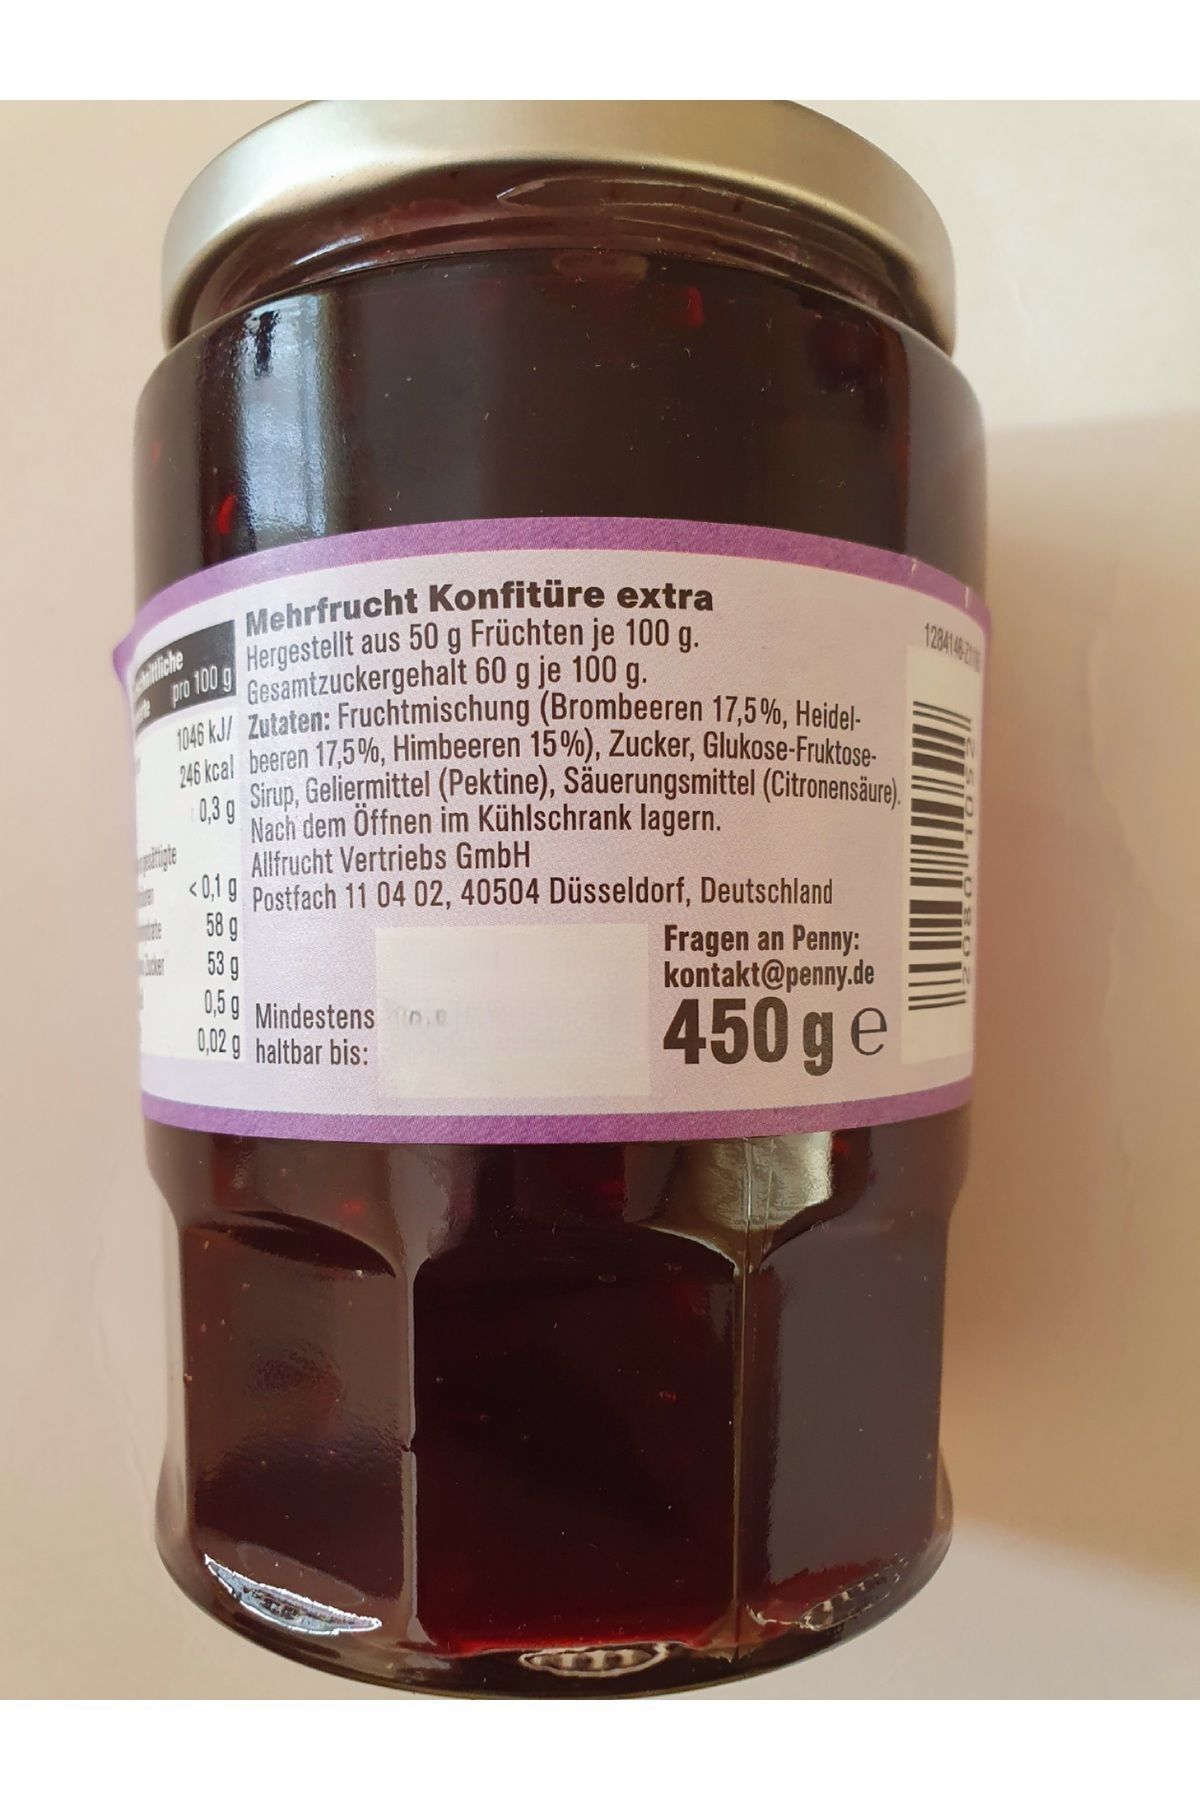 pro 100 g
1046 kJ/
246 kcal
0,3 g
< 0,1 g
58 g
53 g
0,5 g
0,02 g
Mehrfrucht Konfitüre extra
Hergestellt aus 50 g Früchten je 100 g.
Gesamtzuckergehalt 60 g je 100 g.
Zutaten: Fruchtmischung (Brombeeren 17,5%, Heidel-
beeren 17,5%, Himbeeren 15%), Zucker, Glukose-Fruktose-
Sirup, Geliermittel (Pektine), Säuerungsmittel (Citronensäure).
Nach dem Öffnen im Kühlschrank lagern.
Allfrucht Vertriebs GmbH
Postfach 11 04 02, 40504 Düsseldorf, Deutschland
Fragen an Penny:
kontakt@penny.de
Mindestens
haltbar bis:
450 g e